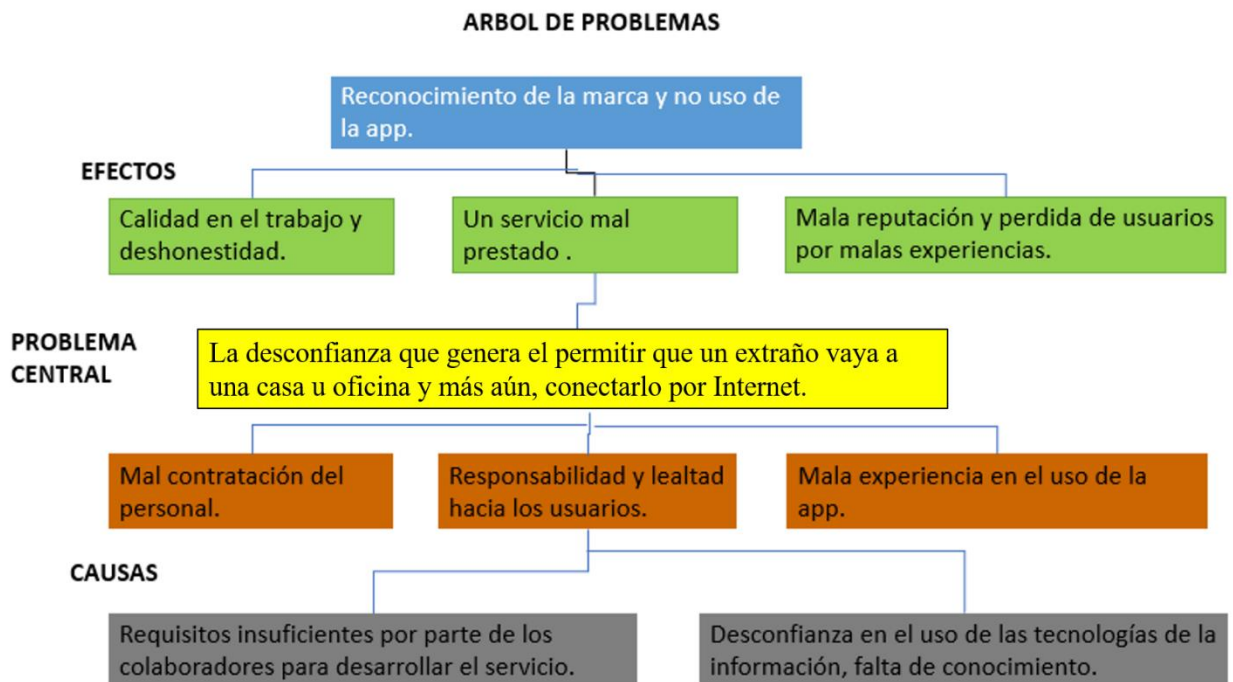 ARBOL DE PROBLEMAS
Reconocimiento de la marca y no uso de
la app.
EFECTOS
Calidad en el trabajo y
deshonestidad.
Un servicio mal
prestado .
Mala reputación y perdida de usuarios
por malas experiencias.
PROBLEMA
CENTRAL
La desconfianza que genera el permitir que un extraño vaya a
una casa u oficina y más aún, conectarlo por Internet.
Mal contratación del
personal.
Responsabilidad y lealtad
hacia los usuarios.
Mala experiencia en el uso de la
app.
CAUSAS
Requisitos insuficientes por parte de los
colaboradores para desarrollar el servicio.
Desconfianza en el uso de las tecnologías de la
información, falta de conocimiento.